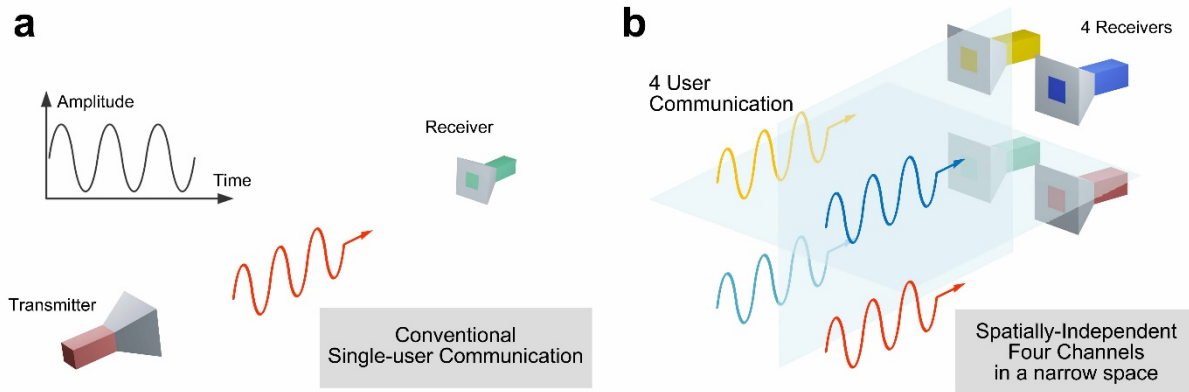 a
Amplitude
Time
Receiver
Transmitter
Conventional
Single-user Communication
b
4 Receivers
4 User
Communication
Spatially-Independent
Four Channels
in a narrow space